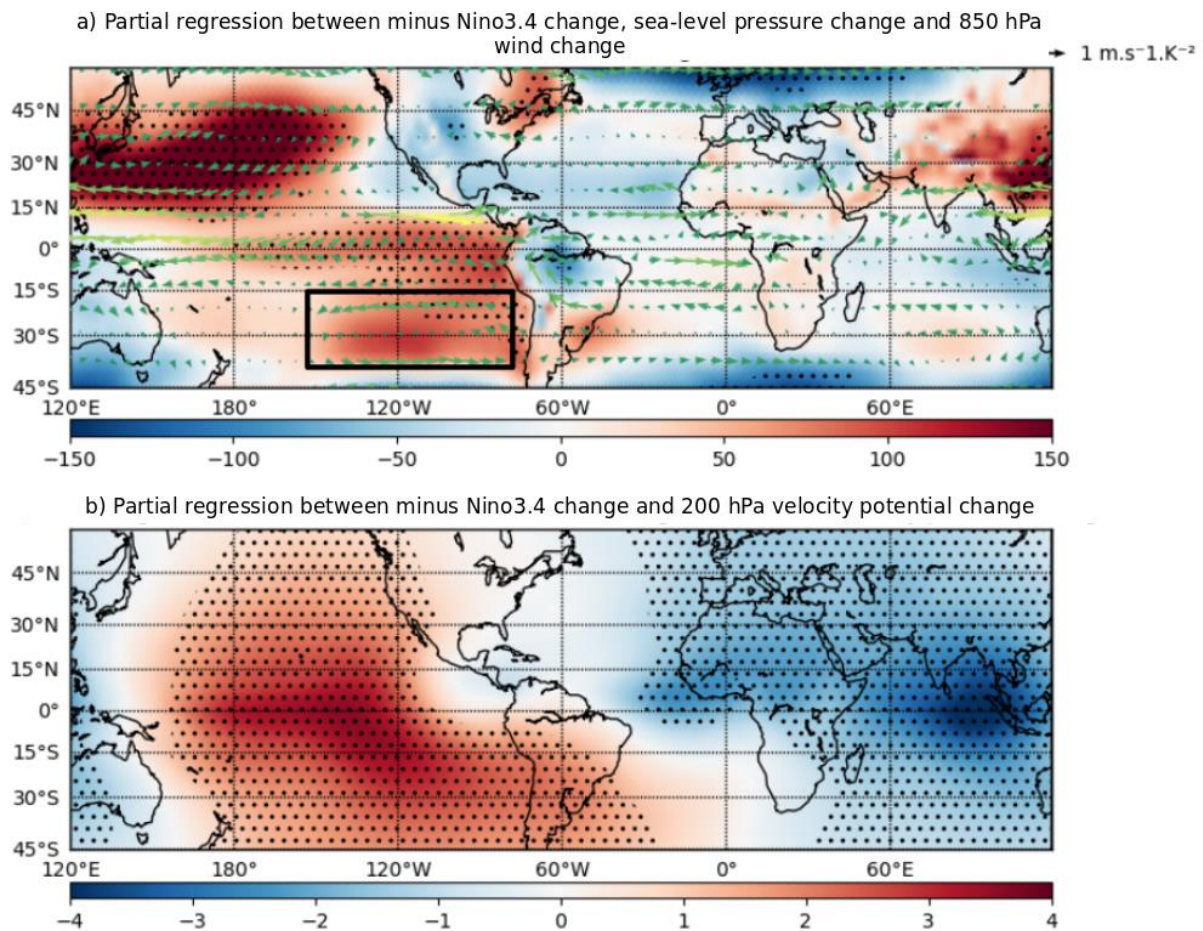 a) Partial regression between minus Nino3.4 change, sea-level pressure change and 850 hPa
wind change
1 m.s⁻1.K⁻²
45°N
30°N
15°N
0°
15°S
30°S
45°S
120°E 180° 120°W 60°W 0° 60°E
−150 −100 −50 0 50 100 150
b) Partial regression between minus Nino3.4 change and 200 hPa velocity potential change
45°N
30°N
15°N
0°
15°S
30°S
45°S
120°E 180° 120°W 60°W 0° 60°E
−4 −3 −2 −1 0 1 2 3 4